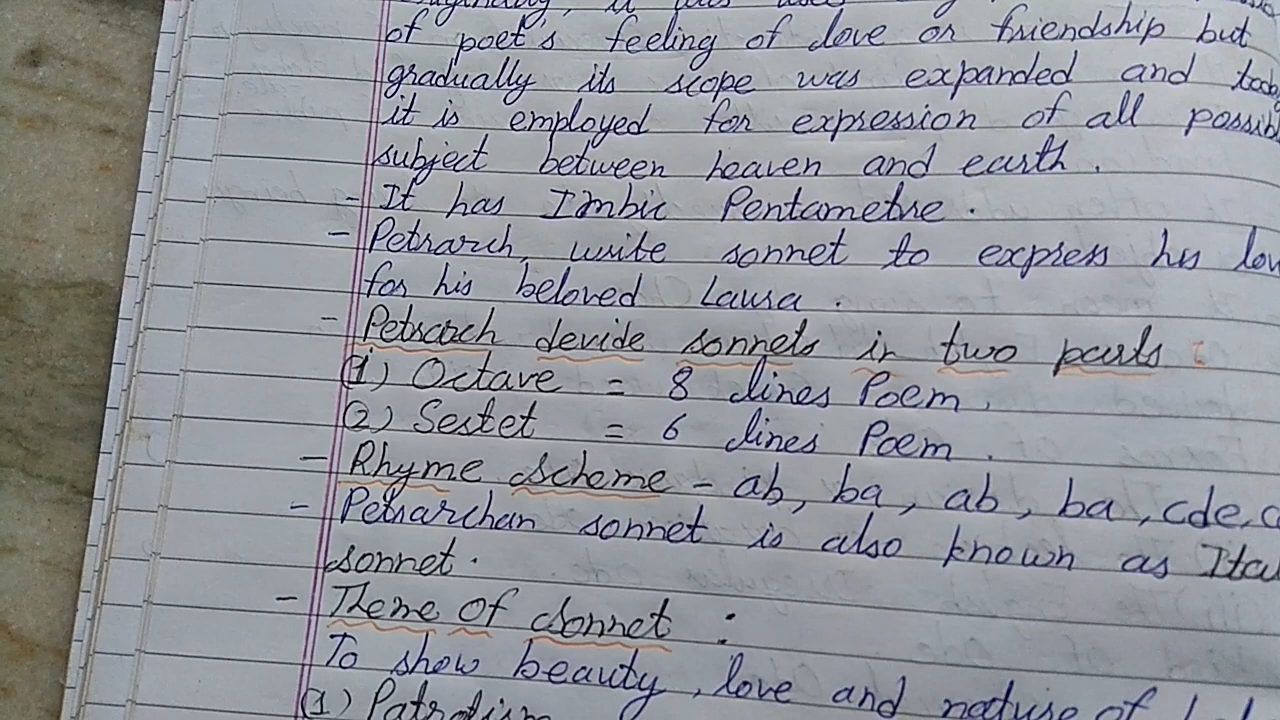 of poet's feeling of love or friendship but
gradually its scope was expanded and
it is employed for expression of all
subject between heaven and earth.
- It has Imbic Pentametre.
- Petrarch, write sonnet to express his
for his beloved Laura.
- Petrarch devide sonnets in two parts :
(1) Octave = 8 lines Poem.
(2) Sestet = 6 lines Poem.
- Rhyme scheme - ab, ba, ab, ba, cde,
- Petrarchan sonnet is also known as
sonnet.
- Theme of sonnet :
To show beauty, love and nature of
(1)